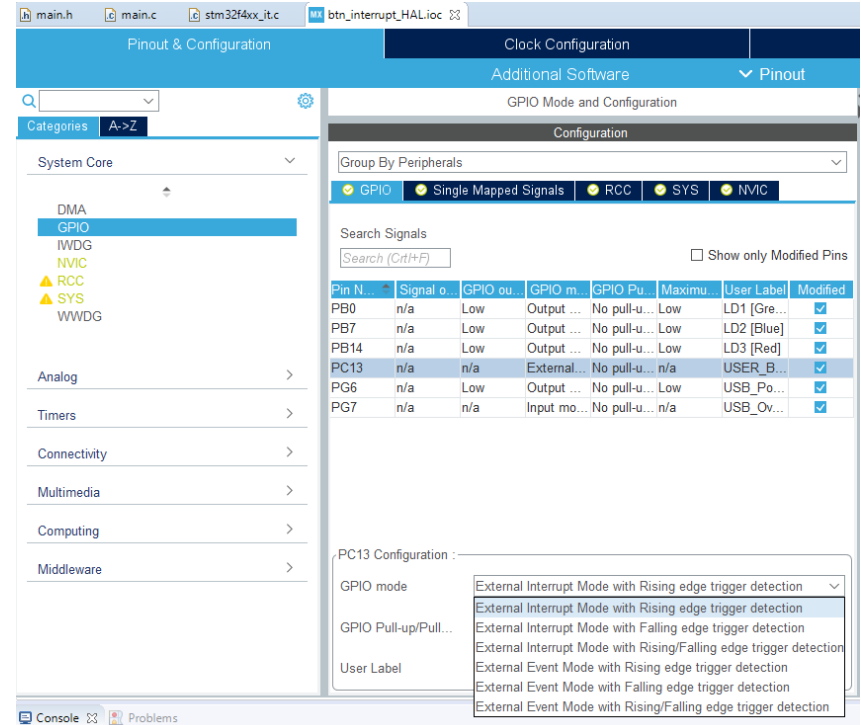 main.h main.c stm32f4xx_it.c MX btn_interrupt_HAL.ioc
Pinout & Configuration Clock Configuration
Additional Software Pinout
GPIO Mode and Configuration
Categories A->Z
Configuration
System Core
Group By Peripherals
GPIO Single Mapped Signals RCC SYS NVIC
DMA
GPIO
IWDG
NVIC
RCC
SYS
WWDG
Search Signals
Search (Crtl+F) Show only Modified Pins
Pin N... Signal o... GPIO ou... GPIO m... GPIO Pu... Maximu... User Label Modified
PB0 n/a Low Output ... No pull-u... Low LD1 [Gre...
PB7 n/a Low Output ... No pull-u... Low LD2 [Blue]
PB14 n/a Low Output ... No pull-u... Low LD3 [Red]
PC13 n/a n/a External... No pull-u... n/a USER_B...
PG6 n/a Low Output ... No pull-u... Low USB_Po...
PG7 n/a n/a Input mo... No pull-u... n/a USB_Ov...
Analog
Timers
Connectivity
Multimedia
Computing
Middleware
PC13 Configuration :
GPIO mode External Interrupt Mode with Rising edge trigger detection
External Interrupt Mode with Rising edge trigger detection
GPIO Pull-up/Pull... External Interrupt Mode with Falling edge trigger detection
External Interrupt Mode with Rising/Falling edge trigger detection
User Label External Event Mode with Rising edge trigger detection
External Event Mode with Falling edge trigger detection
External Event Mode with Rising/Falling edge trigger detection
Console Problems